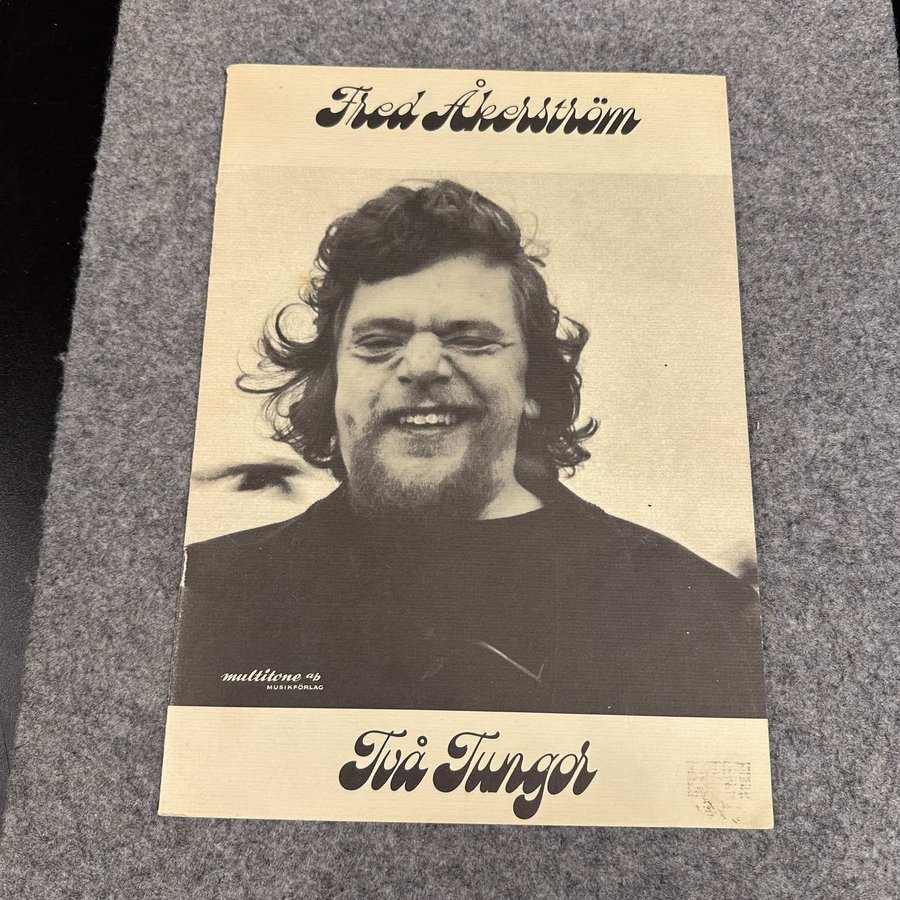 Fred Åkerström
multitone ab
MUSIKFÖRLAG
Två Tungor